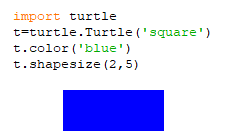 import turtle
t=turtle.Turtle('square')
t.color('blue')
t.shapesize(2,5)